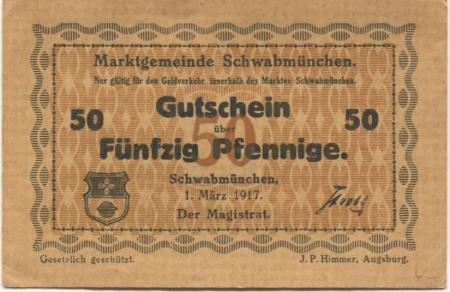 Marktgemeinde Schwabmünchen.
Nur gültig für den Geldverkehr innerhalb des Marktes Schwabmünchen.
50 Gutschein 50
über
50
Fünfzig Pfennige.
Schwabmünchen,
1. März 1917.
Der Magistrat.
Gesetzlich geschützt. J. P. Himmer, Augsburg.